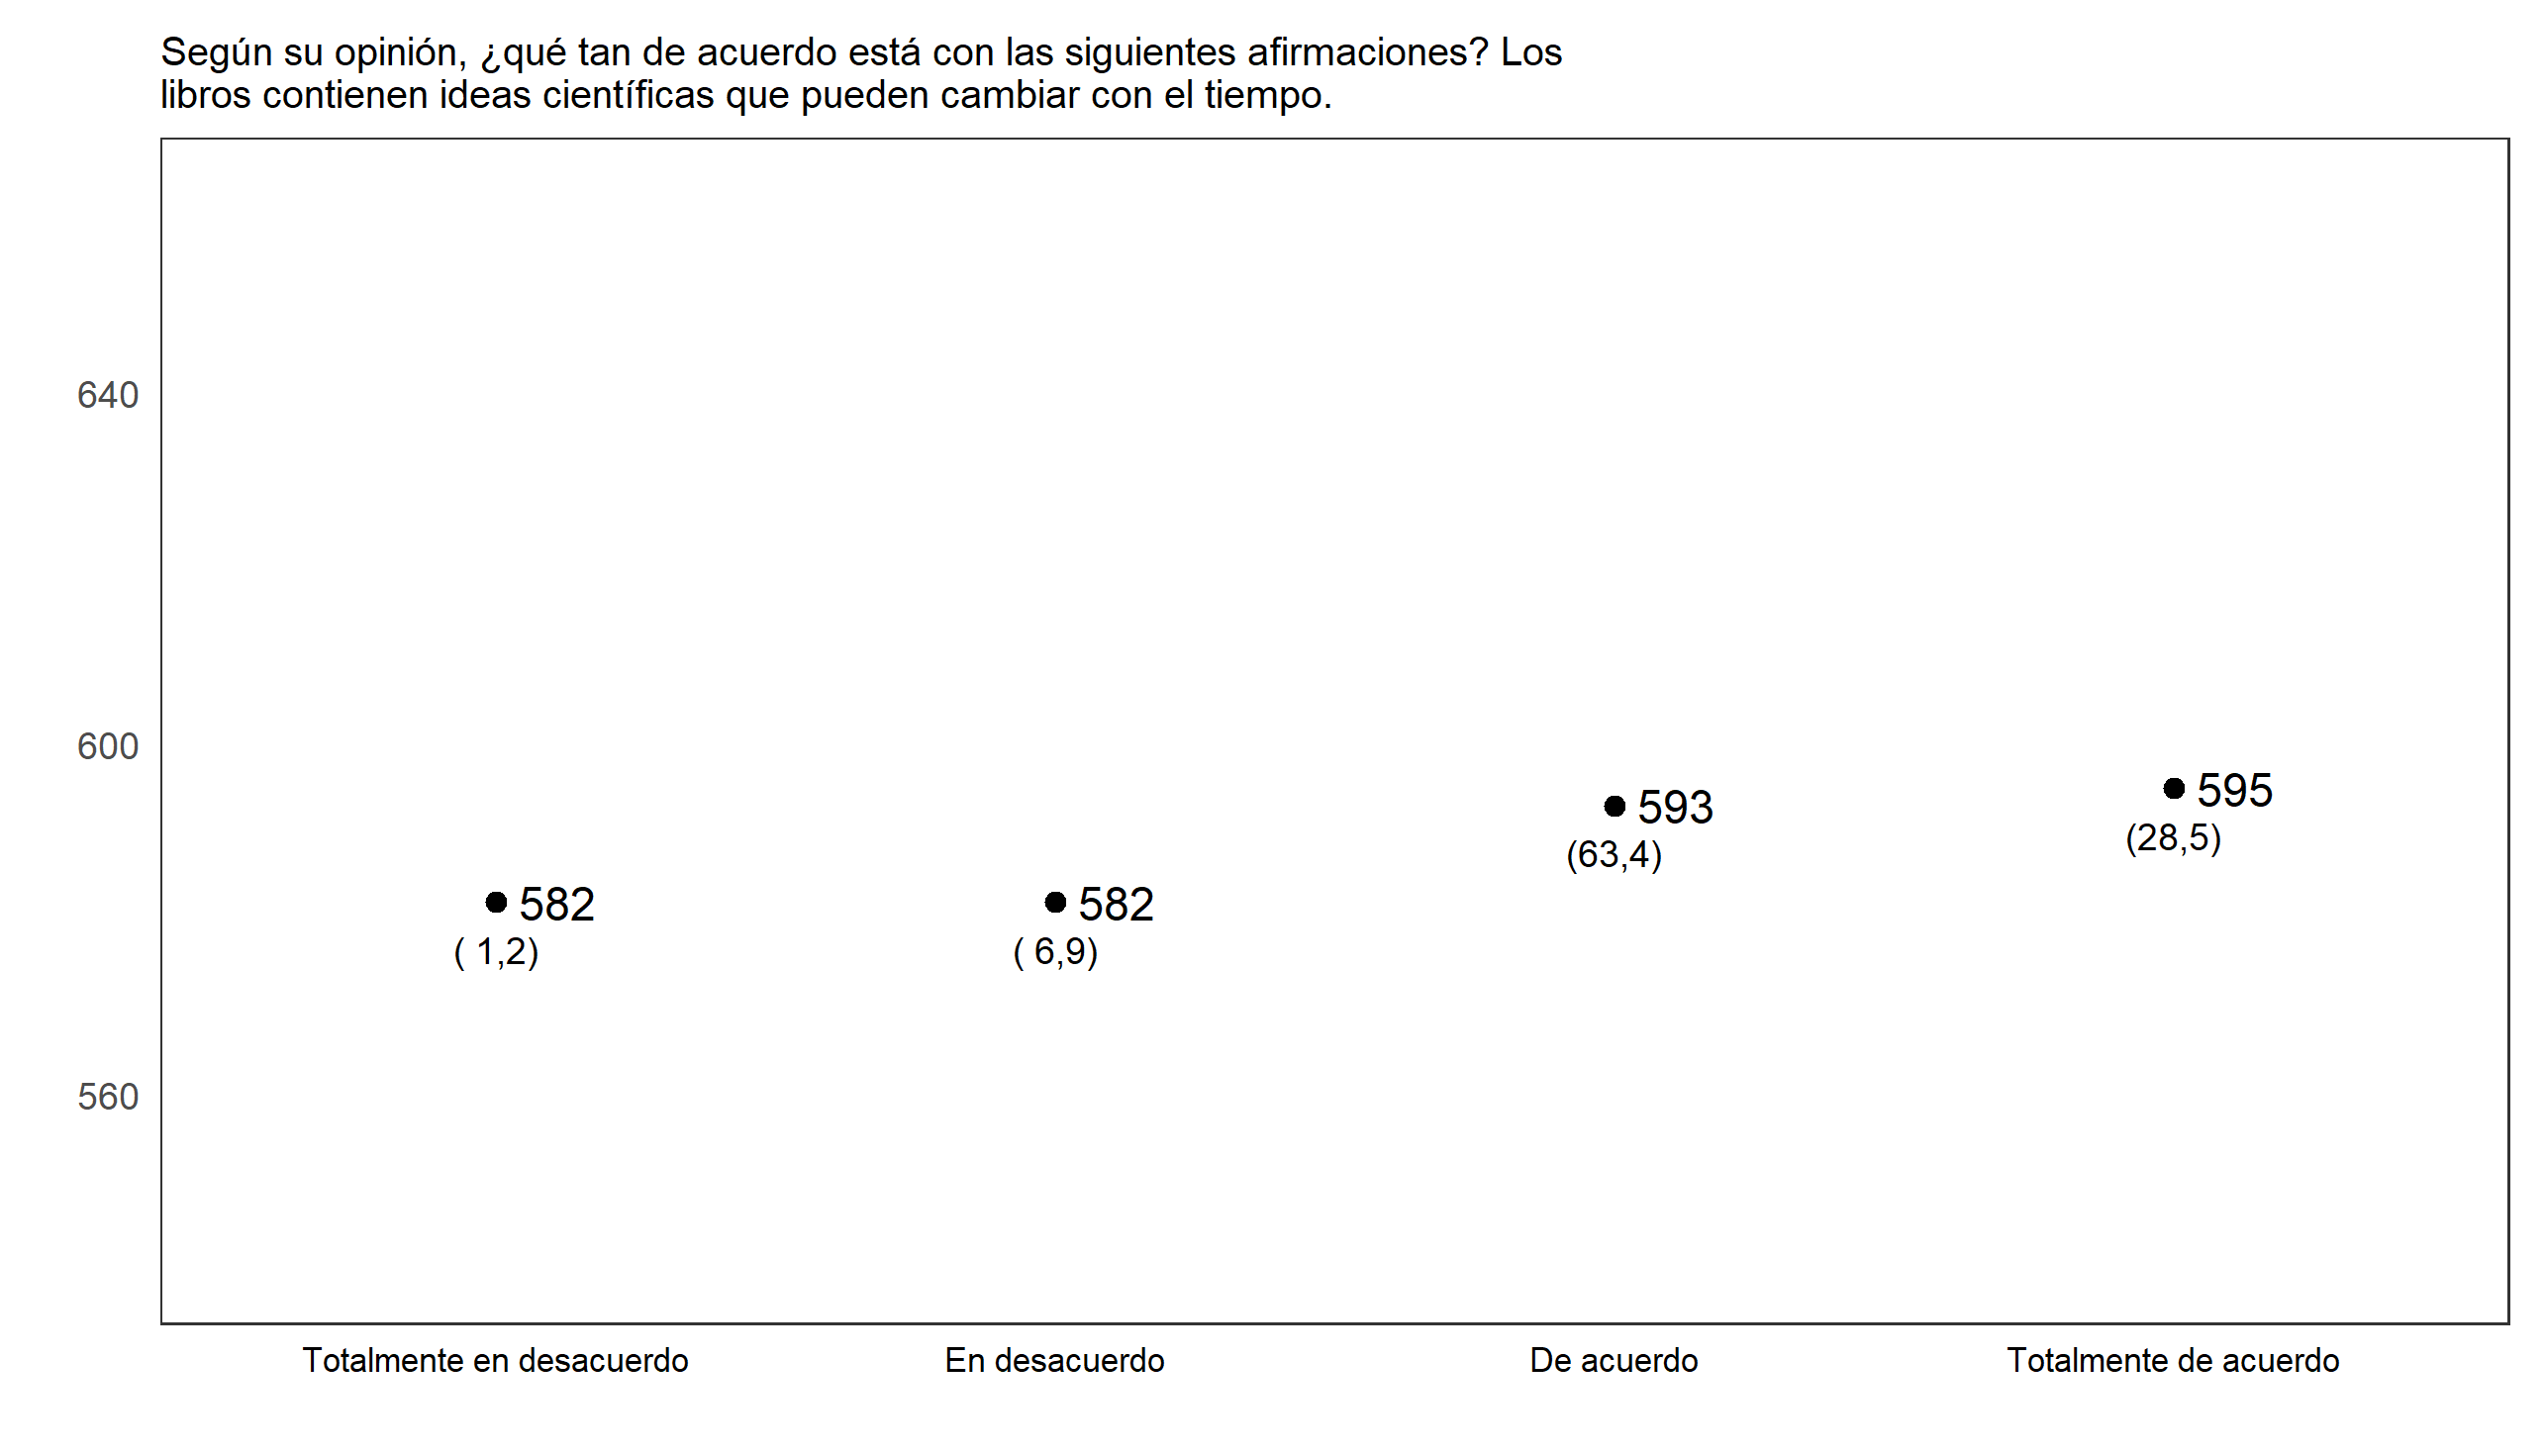 Según su opinión, ¿qué tan de acuerdo está con las siguientes afirmaciones? Los
libros contienen ideas científicas que pueden cambiar con el tiempo.
640
600
560
582
( 1,2)
582
( 6,9)
593
(63,4)
595
(28,5)
Totalmente en desacuerdo
En desacuerdo
De acuerdo
Totalmente de acuerdo